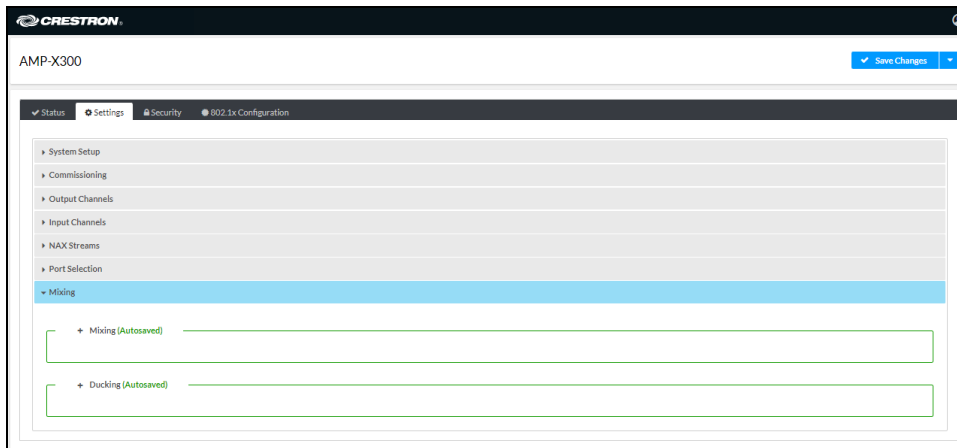 CRESTRON.
AMP-X300
Save Changes
Status Settings Security 802.1x Configuration
System Setup
Commissioning
Output Channels
Input Channels
NAX Streams
Port Selection
Mixing
+ Mixing (Autosaved)
+ Ducking (Autosaved)